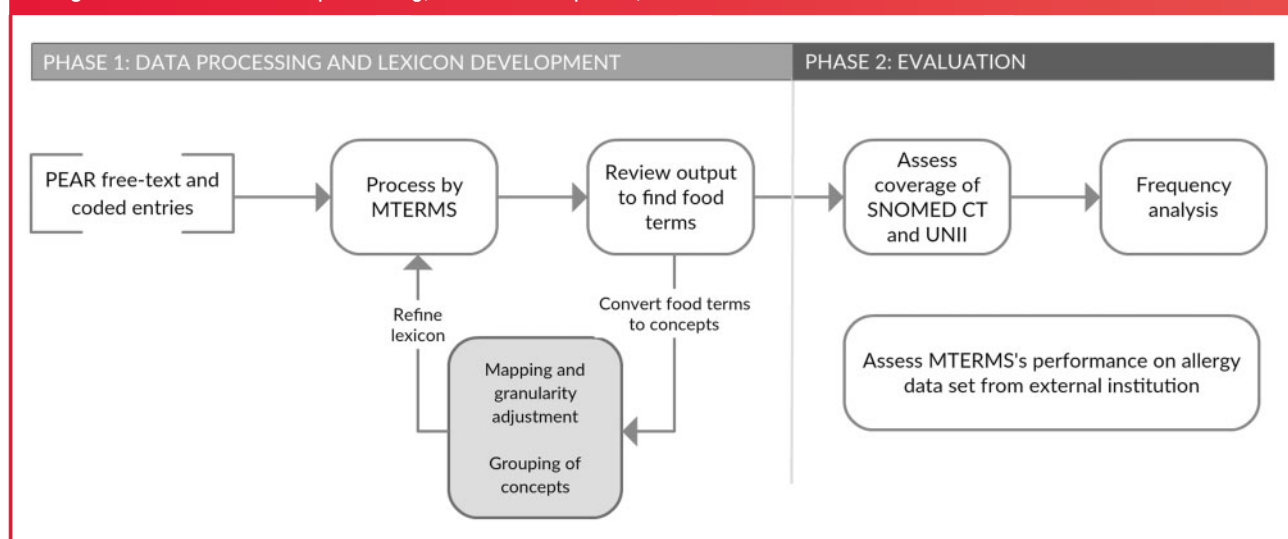 PHASE 1: DATA PROCESSING AND LEXICON DEVELOPMENT
PHASE 2: EVALUATION
PEAR free-text and
coded entries
Process by
MTERMS
Review output
to find food
terms
Assess
coverage of
SNOMED CT
and UNII
Frequency
analysis
Refine
lexicon
Convert food terms
to concepts
Mapping and
granularity
adjustment
Grouping of
concepts
Assess MTERMS's performance on allergy
data set from external institution